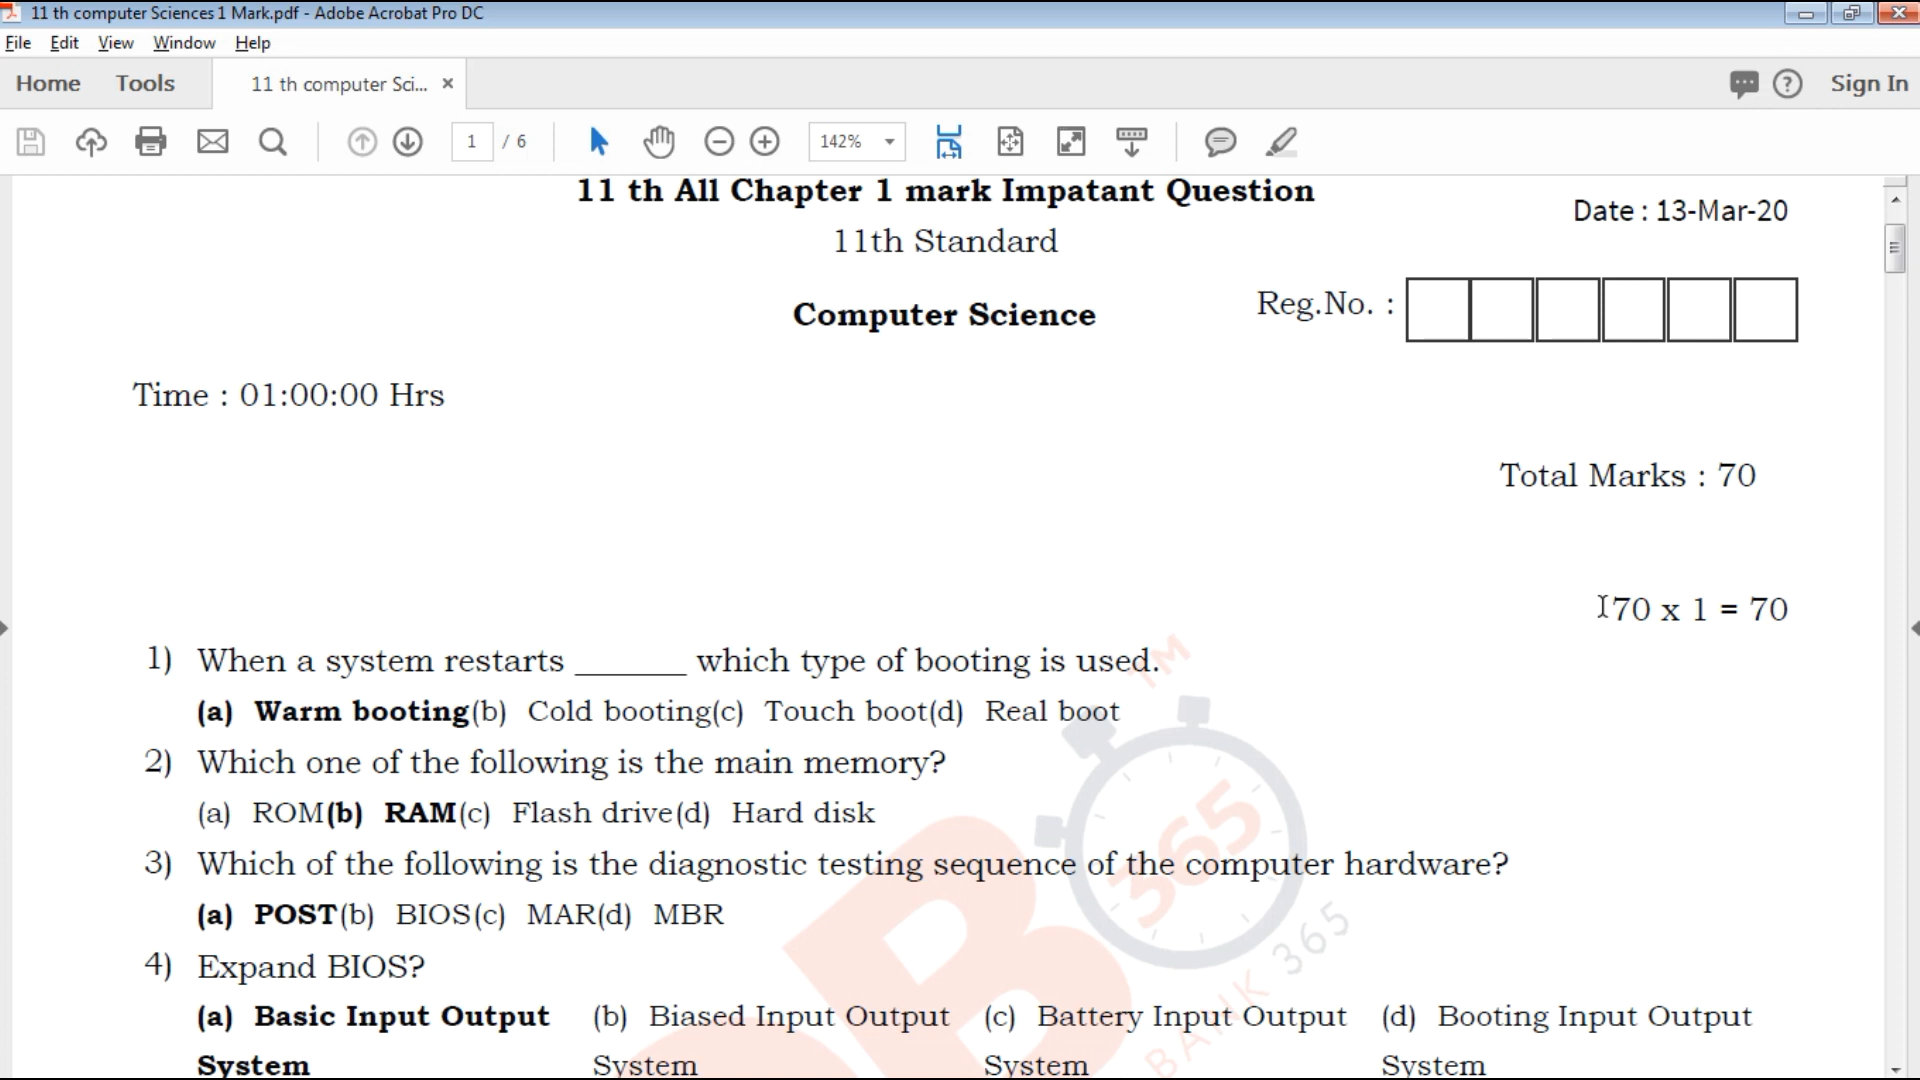 11 th computer Sciences 1 Mark.pdf - Adobe Acrobat Pro DC
File Edit View Window Help
Home Tools 11 th computer Sci... × Sign In
1 / 6 142%
11 th All Chapter 1 mark Impatant Question
Date : 13-Mar-20
11th Standard
Computer Science
Reg.No. :
Time : 01:00:00 Hrs
Total Marks : 70
70 x 1 = 70
1) When a system restarts _______ which type of booting is used.
(a) Warm booting(b) Cold booting(c) Touch boot(d) Real boot
2) Which one of the following is the main memory?
(a) ROM(b) RAM(c) Flash drive(d) Hard disk
3) Which of the following is the diagnostic testing sequence of the computer hardware?
(a) POST(b) BIOS(c) MAR(d) MBR
4) Expand BIOS?
(a) Basic Input Output (b) Biased Input Output (c) Battery Input Output (d) Booting Input Output
System System System System
TM
365
BANK 365